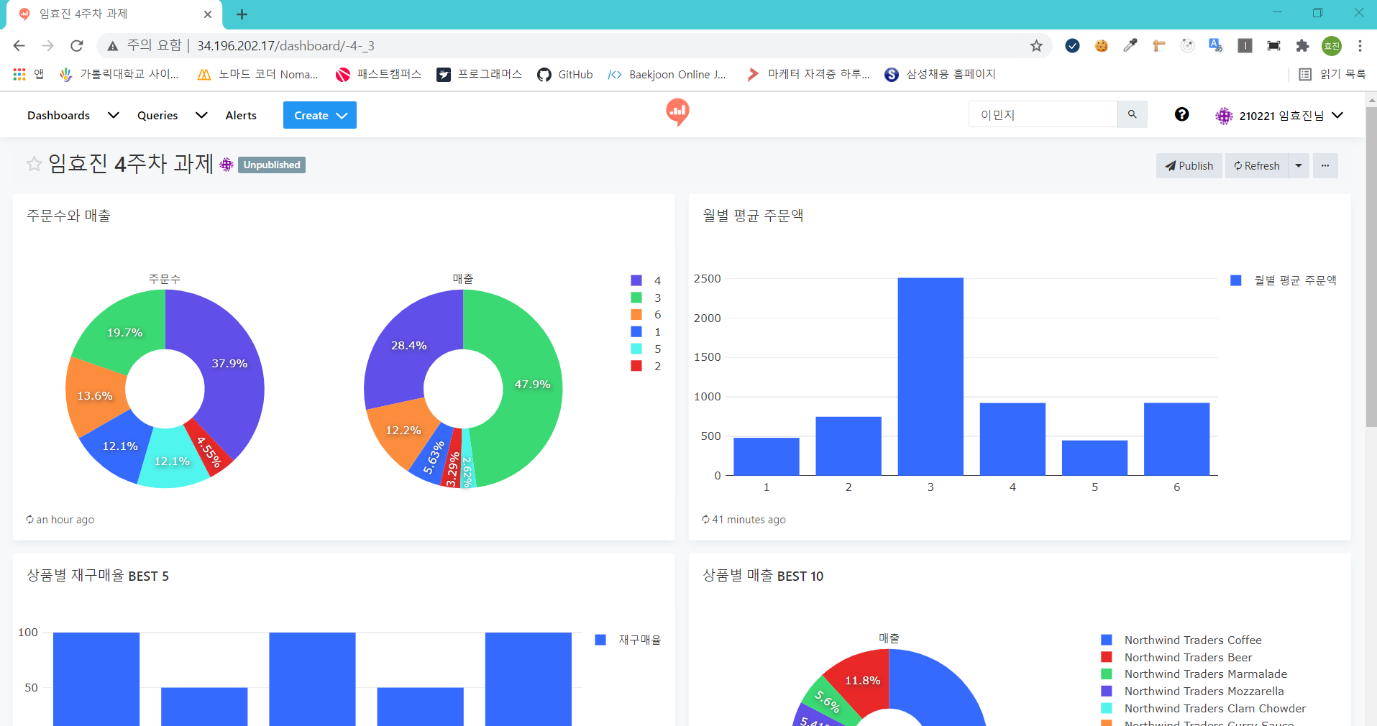 임효진 4주차 과제
주의 요함 | 34.196.202.17/dashboard/-4-_3
효진
앱
가톨릭대학교 사이...
노마드 코더 Noma...
패스트캠퍼스
프로그래머스
GitHub
Baekjoon Online J...
마케터 자격증 하루...
삼성채용 홈페이지
읽기 목록
Dashboards
Queries
Alerts
Create
이민지
210221 임효진님
임효진 4주차 과제
Unpublished
Publish
Refresh
주문수와 매출
주문수
37.9%
19.7%
13.6%
12.1%
12.1%
4.55%
매출
28.4%
47.9%
12.2%
5.63%
3.29%
2.62%
4
3
6
1
5
2
an hour ago
월별 평균 주문액
2500
2000
1500
1000
500
0
1 2 3 4 5 6
월별 평균 주문액
41 minutes ago
상품별 재구매율 BEST 5
100
50
재구매율
상품별 매출 BEST 10
매출
11.8%
5.6%
5.41%
Northwind Traders Coffee
Northwind Traders Beer
Northwind Traders Marmalade
Northwind Traders Mozzarella
Northwind Traders Clam Chowder
Northwind Traders Curry Sauce